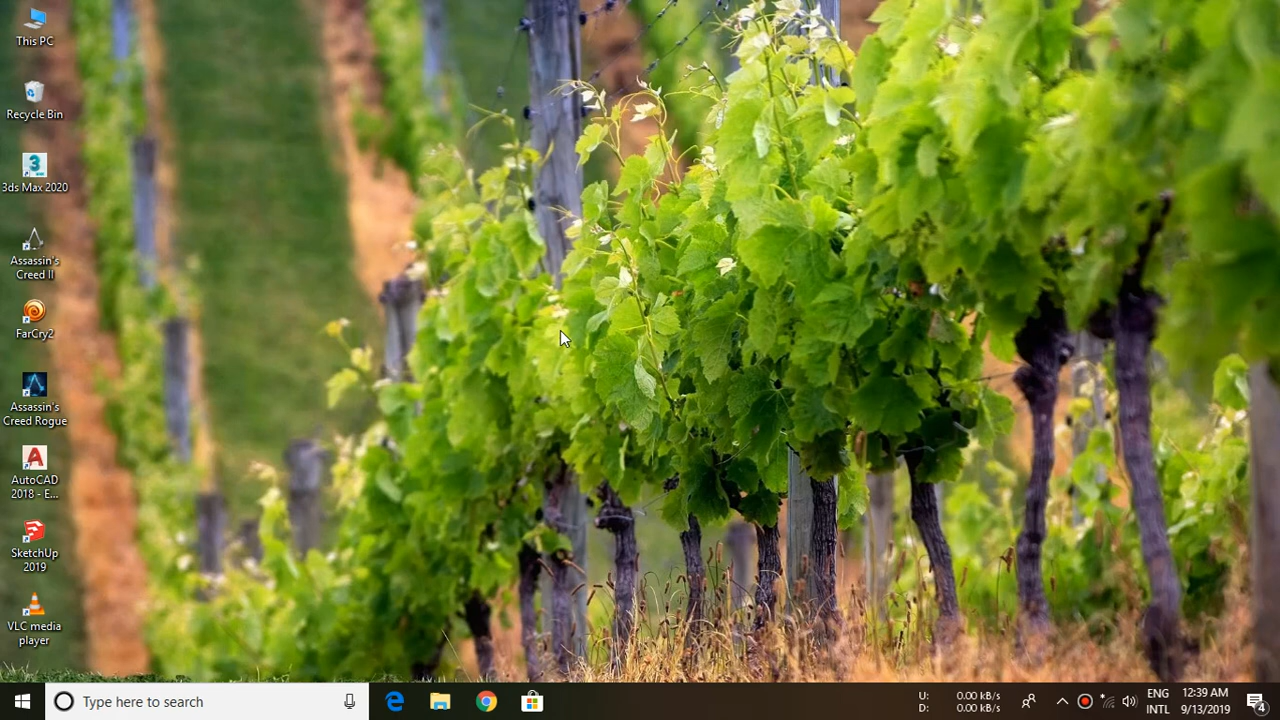 This PC
Recycle Bin
3ds Max 2020
Assassin's
Creed II
FarCry2
Assassin's
Creed Rogue
AutoCAD
2018 - E...
SketchUp
2019
VLC media
player
Type here to search
U: 0.00 kB/s
D: 0.00 kB/s
ENG
INTL
12:39 AM
9/13/2019
4